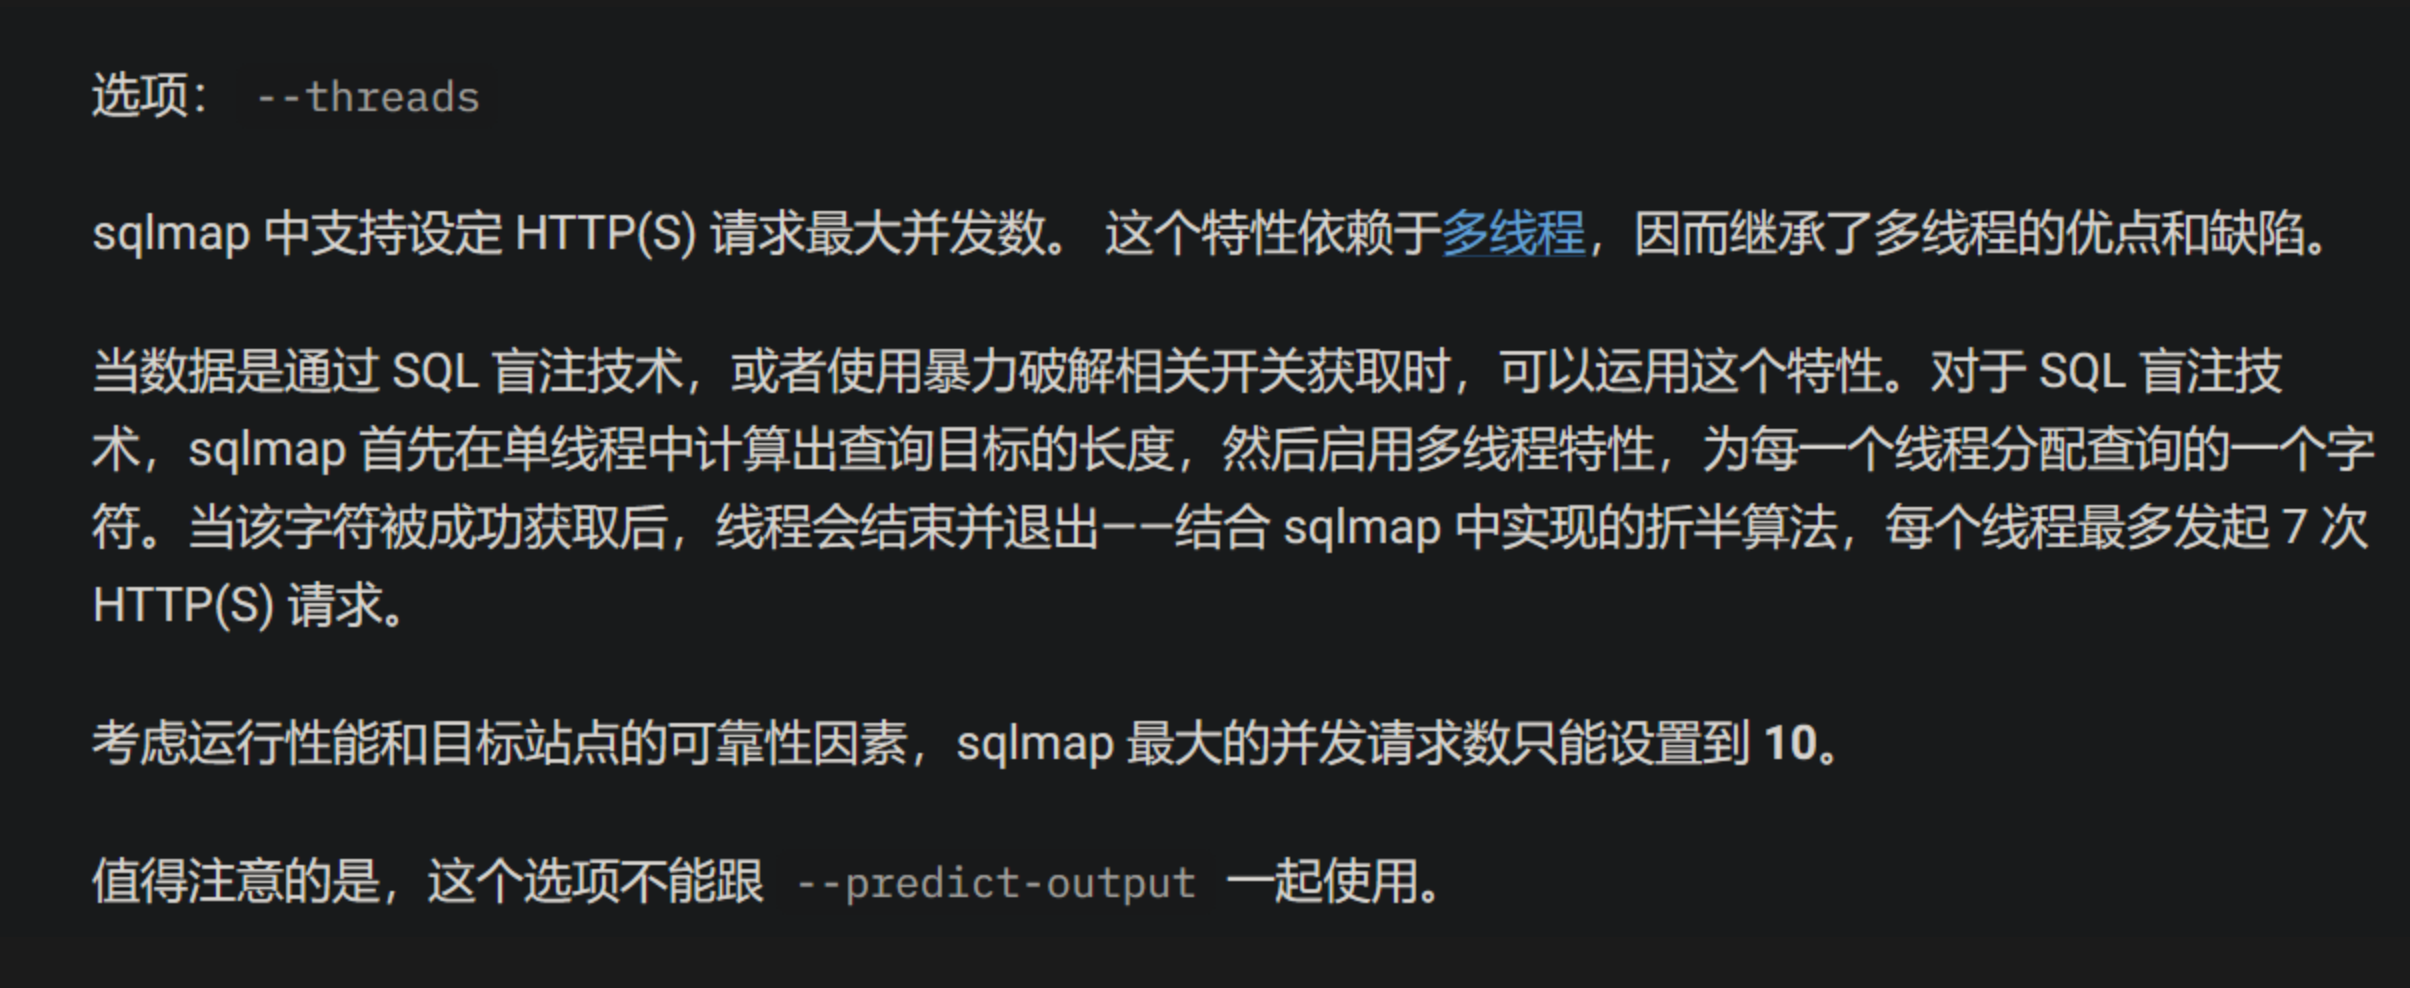 选项： --threads
sqlmap 中支持设定 HTTP(S) 请求最大并发数。 这个特性依赖于多线程，因而继承了多线程的优点和缺陷。
当数据是通过 SQL 盲注技术，或者使用暴力破解相关开关获取时，可以运用这个特性。对于 SQL 盲注技
术，sqlmap 首先在单线程中计算出查询目标的长度，然后启用多线程特性，为每一个线程分配查询的一个字
符。当该字符被成功获取后，线程会结束并退出——结合 sqlmap 中实现的折半算法，每个线程最多发起 7 次
HTTP(S) 请求。
考虑运行性能和目标站点的可靠性因素，sqlmap 最大的并发请求数只能设置到 10。
值得注意的是，这个选项不能跟 --predict-output 一起使用。